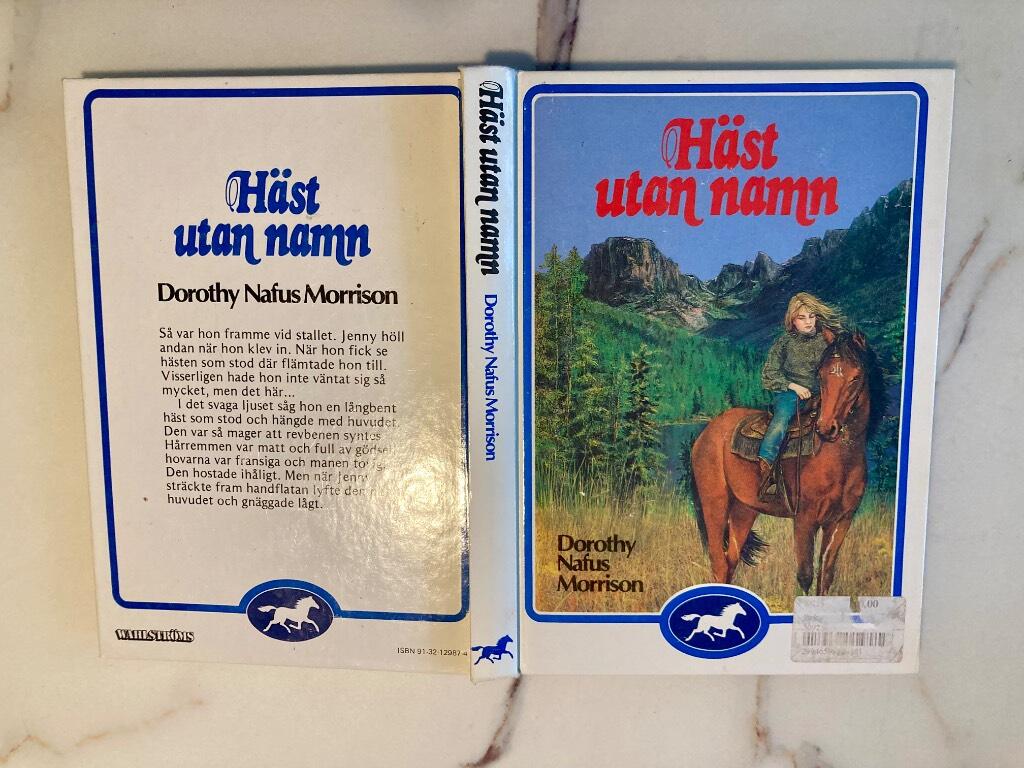 Häst
utan namn
Dorothy Nafus Morrison
Så var hon framme vid stallet. Jenny höll
andan när hon klev in. När hon fick se
hästen som stod där flämtade hon till.
Visserligen hade hon inte väntat sig så
mycket, men det här...
I det svaga ljuset såg hon en långbent
häst som stod och hängde med huvudet.
Den var så mager att revbenen syntes
Hårremmen var matt och full av gödsel
hovarna var fransiga och manen
Den hostade ihåligt. Men när Jenny
sträckte fram handflatan lyfte den
huvudet och gnäggade lågt.
WAHLSTRÖMS
ISBN 91-32-12987-4
Häst utan namn
Dorothy Nafus Morrison
Häst
utan namn
Dorothy
Nafus
Morrison